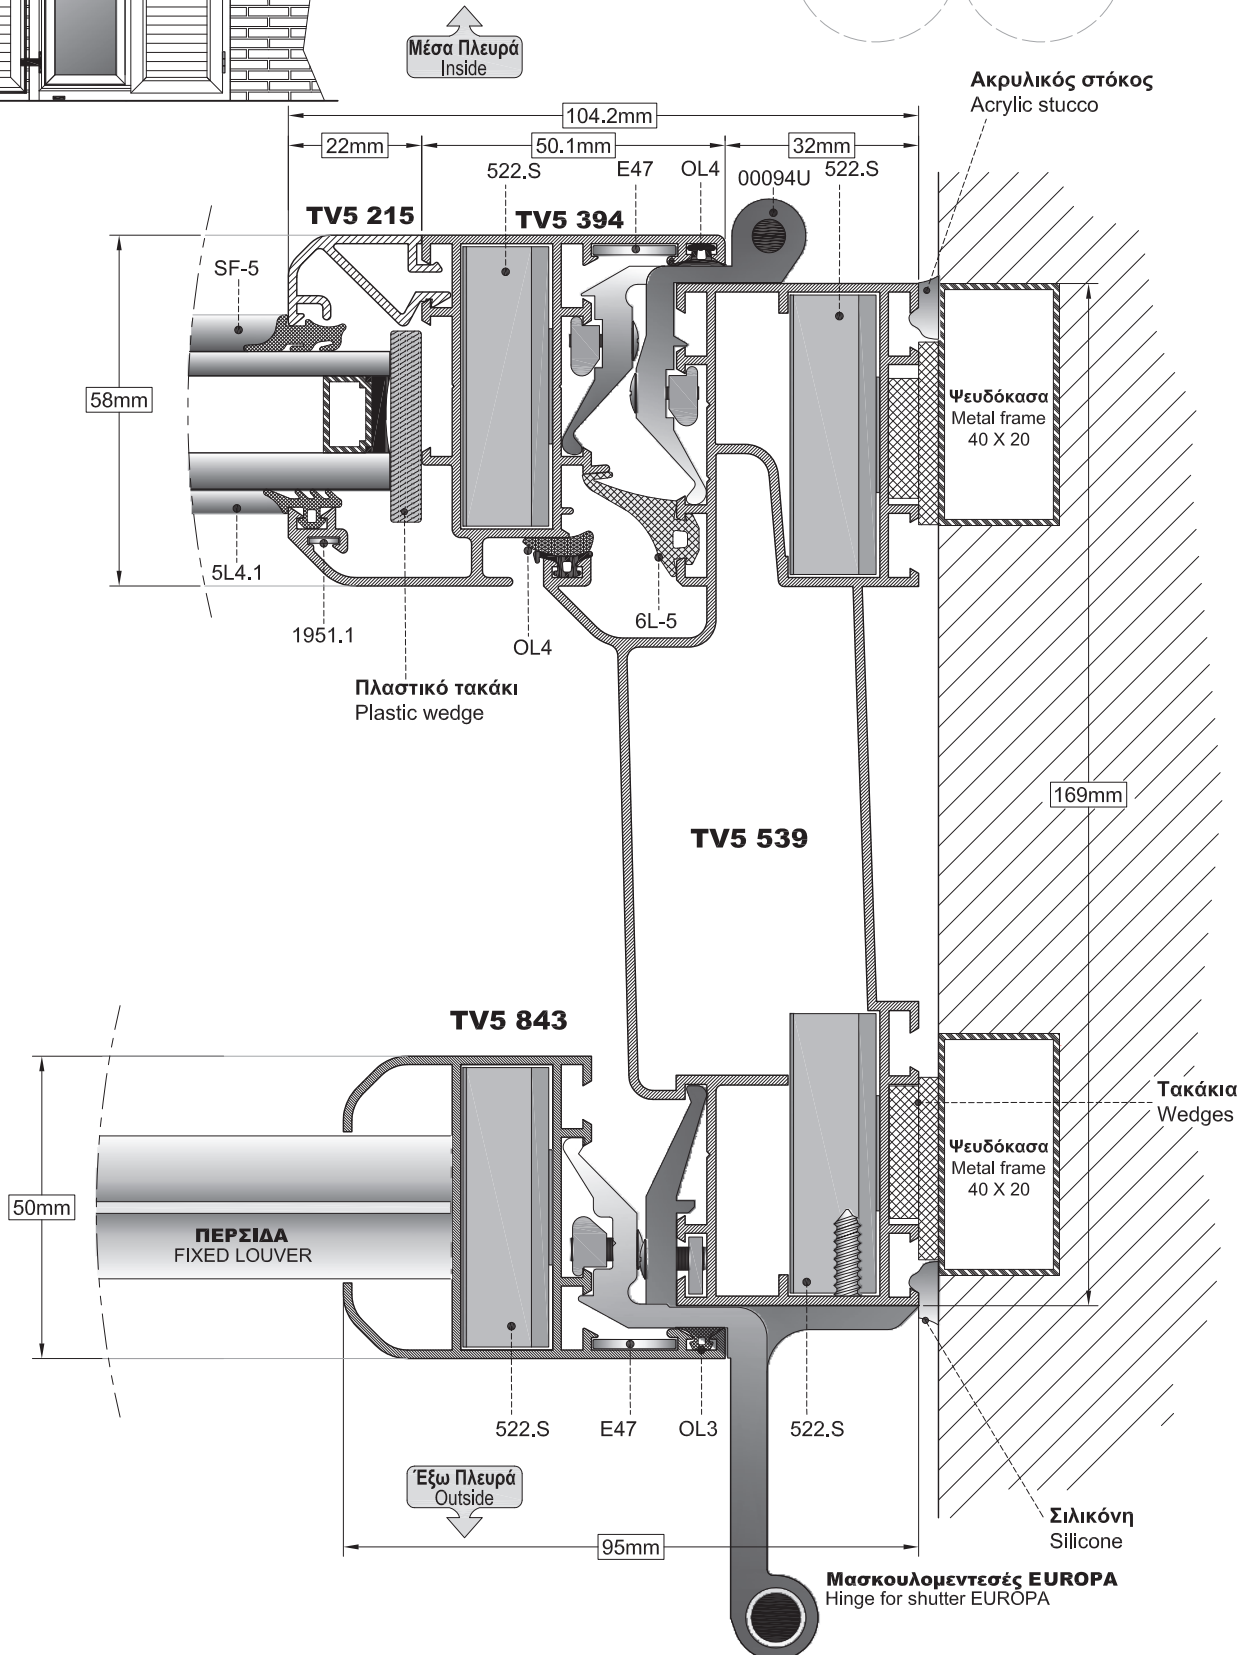 Μέσα Πλευρά
Inside
Ακρυλικός στόκος
Acrylic stucco
104.2mm
22mm
50.1mm
32mm
522.S
E47
OL4
00094U
522.S
TV5 215
TV5 394
SF-5
58mm
Ψευδόκασα
Metal frame
40 X 20
5L4.1
1951.1
OL4
6L-5
Πλαστικό τακάκι
Plastic wedge
169mm
TV5 539
TV5 843
Τακάκια
Wedges
Ψευδόκασα
Metal frame
40 X 20
50mm
ΠΕΡΣΙΔΑ
FIXED LOUVER
522.S
E47
OL3
522.S
Έξω Πλευρά
Outside
Σιλικόνη
Silicone
95mm
Μασκουλομεντεσές EUROPA
Hinge for shutter EUROPA